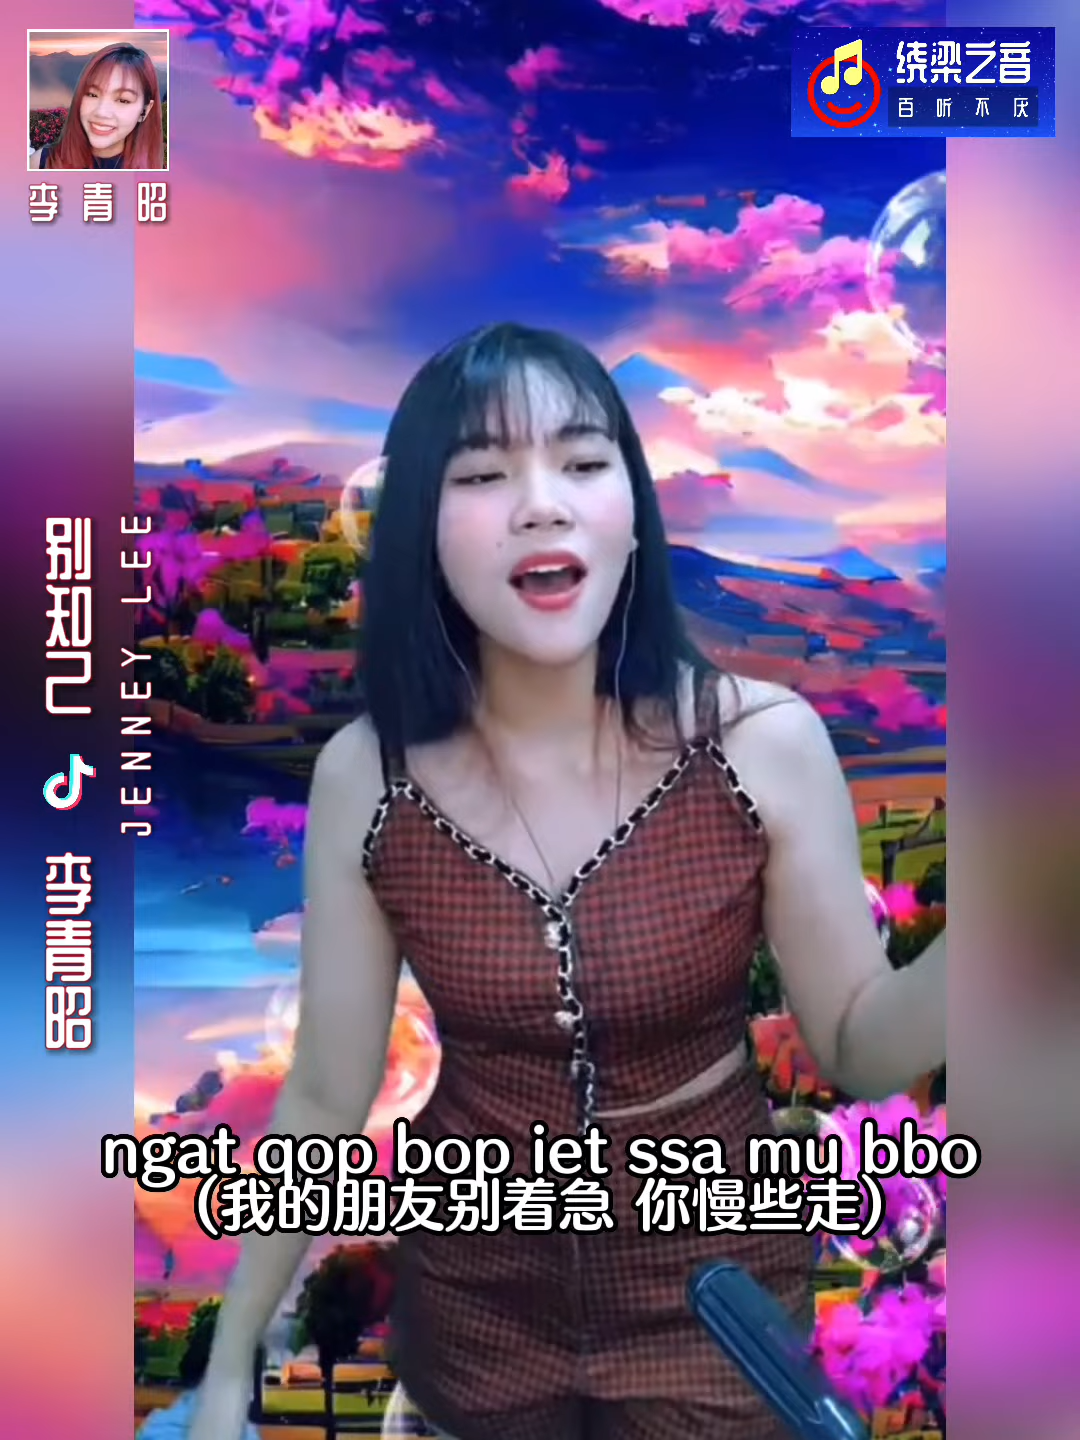 李青昭
绕梁之音
百听不厌
别知己
李青昭
JENNEY LEE
ngat qop bop iet ssa mu bbo
(我的朋友别着急 你慢些走)